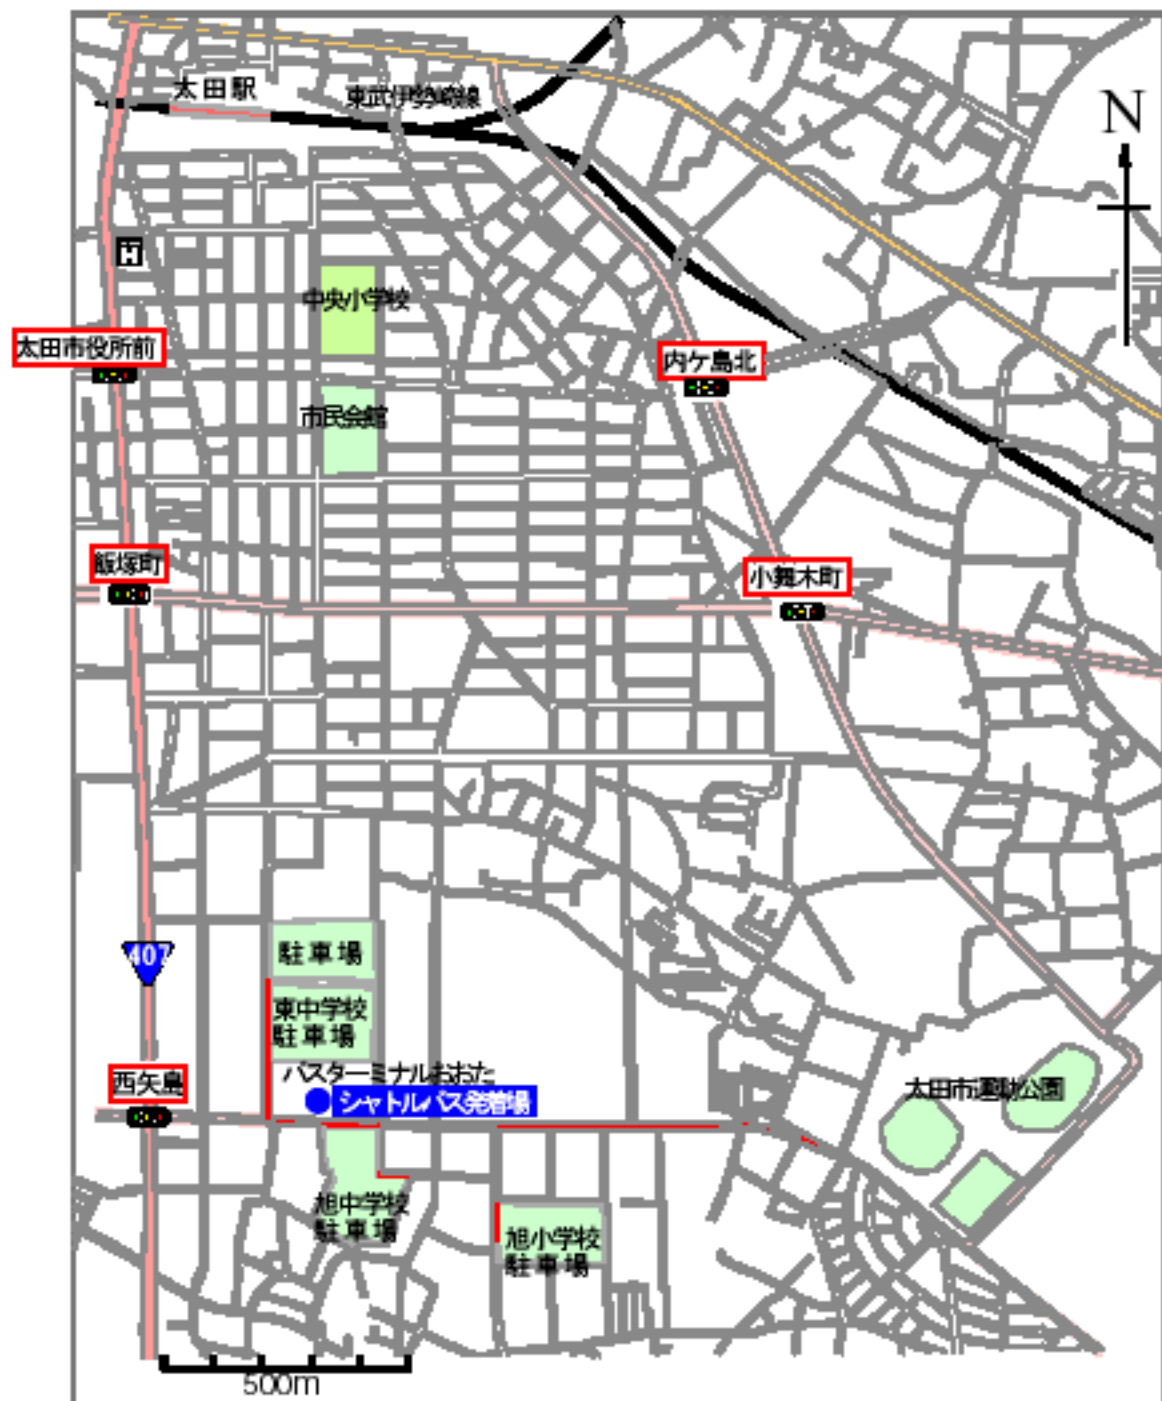 太田駅
東武伊勢崎線
N
H
中央小学校
太田市役所前
内ケ島北
市民会館
飯塚町
小舞木町
407
駐車場
東中学校
駐車場
西矢島
バスターミナルおおた
シャトルバス発着場
太田市運動公園
旭中学校
駐車場
旭小学校
駐車場
500m